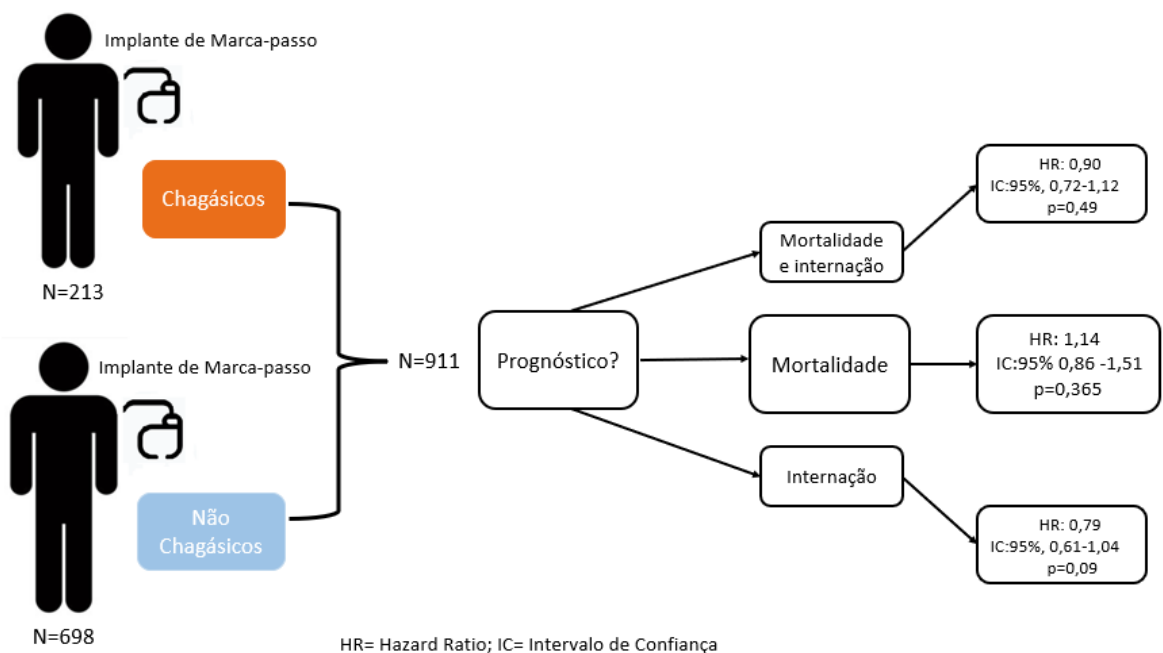 Implante de Marca-passo
Chagásicos
N=213
Implante de Marca-passo
Não
Chagásicos
N=698
N=911
Prognóstico?
Mortalidade
e internação
HR: 0,90
IC:95%, 0,72-1,12
p=0,49
Mortalidade
HR: 1,14
IC:95% 0,86 -1,51
p=0,365
Internação
HR: 0,79
IC:95%, 0,61-1,04
p=0,09
HR= Hazard Ratio; IC= Intervalo de Confiança